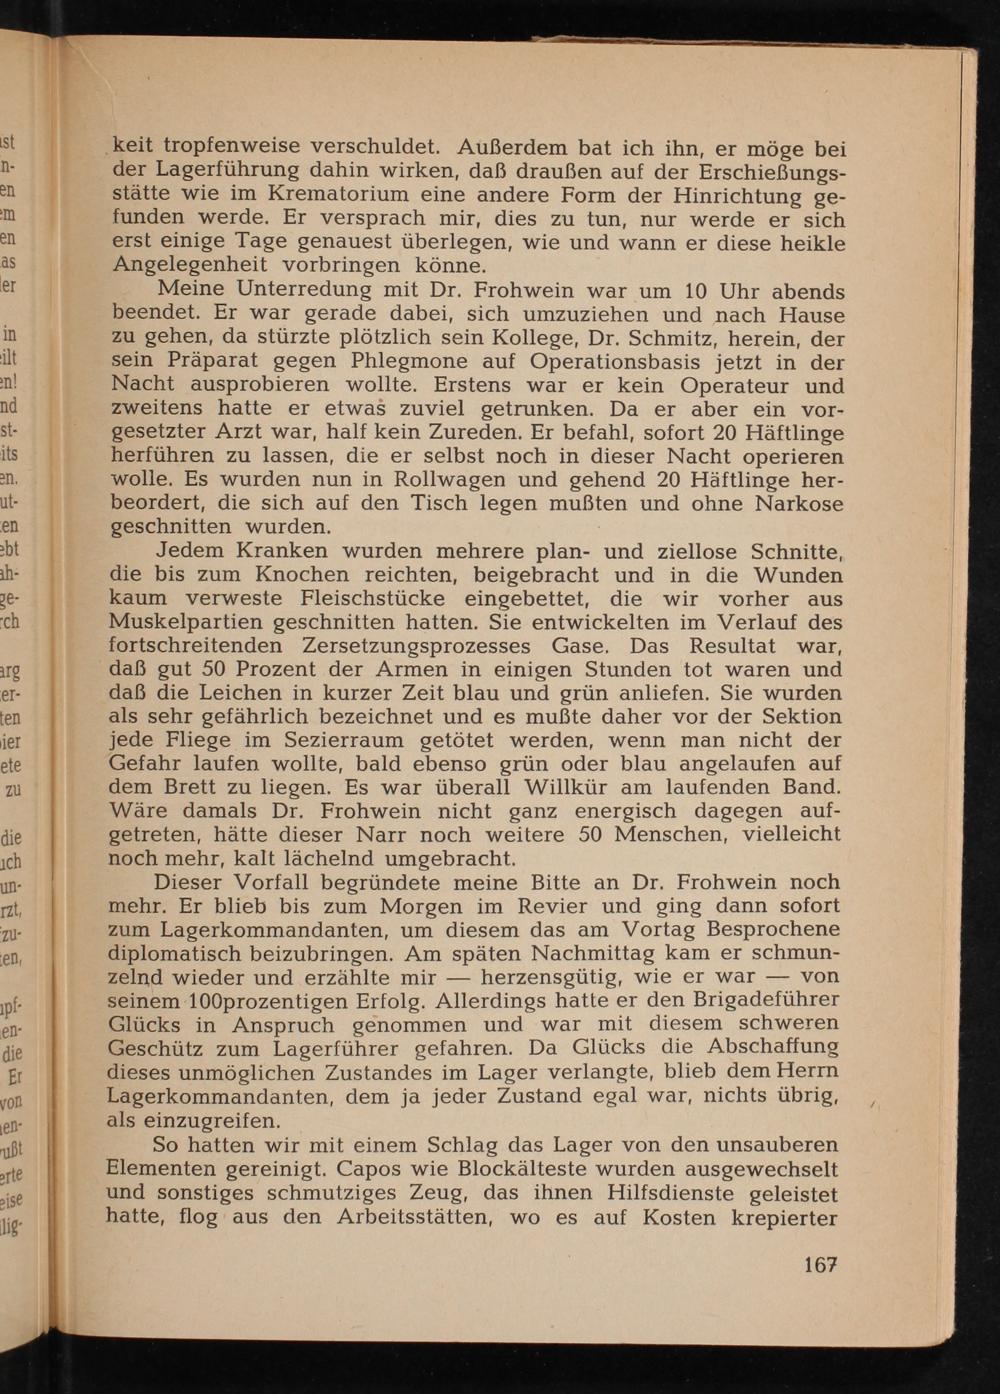 keit tropfenweise verschuldet. Außerdem bat ich ihn, er möge bei
der Lagerführung dahin wirken, daß draußen auf der Erschießungs-
stätte wie im Krematorium eine andere Form der Hinrichtung ge-
funden werde. Er versprach mir, dies zu tun, nur werde er sich
erst einige Tage genauest überlegen, wie und wann er diese heikle
Angelegenheit vorbringen könne.
Meine Unterredung mit Dr. Frohwein war um 10 Uhr abends
beendet. Er war gerade dabei, sich umzuziehen und nach Hause
zu gehen, da stürzte plötzlich sein Kollege, Dr. Schmitz, herein, der
sein Präparat gegen Phlegmone auf Operationsbasis jetzt in der
Nacht ausprobieren wollte. Erstens war er kein Operateur und
zweitens hatte er etwas zuviel getrunken. Da er aber ein vor-
gesetzter Arzt war, half kein Zureden. Er befahl, sofort 20 Häftlinge
herführen zu lassen, die er selbst noch in dieser Nacht operieren
wolle. Es wurden nun in Rollwagen und gehend 20 Häftlinge her-
beordert, die sich auf den Tisch legen mußten und ohne Narkose
geschnitten wurden.
Jedem Kranken wurden mehrere plan- und ziellose Schnitte,
die bis zum Knochen reichten, beigebracht und in die Wunden
kaum verweste Fleischstücke eingebettet, die wir vorher aus
Muskelpartien geschnitten hatten. Sie entwickelten im Verlauf des
fortschreitenden Zersetzungsprozesses Gase. Das Resultat war,
daß gut 50 Prozent der Armen in einigen Stunden tot waren und
daß die Leichen in kurzer Zeit blau und grün anliefen. Sie wurden
als sehr gefährlich bezeichnet und es mußte daher vor der Sektion
jede Fliege im Sezierraum getötet werden, wenn man nicht der
Gefahr laufen wollte, bald ebenso grün oder blau angelaufen auf
dem Brett zu liegen. Es war überall Willkür am laufenden Band.
Wäre damals Dr. Frohwein nicht ganz energisch dagegen auf-
getreten, hätte dieser Narr noch weitere 50 Menschen, vielleicht
noch mehr, kalt lächelnd umgebracht.
Dieser Vorfall begründete meine Bitte an Dr. Frohwein noch
mehr. Er blieb bis zum Morgen im Revier und ging dann sofort
zum Lagerkommandanten, um diesem das am Vortag Besprochene
diplomatisch beizubringen. Am späten Nachmittag kam er schmun-
zelnd wieder und erzählte mir — herzensgütig, wie er war — von
seinem 100prozentigen Erfolg. Allerdings hatte er den Brigadeführer
Glücks in Anspruch genommen und war mit diesem schweren
Geschütz zum Lagerführer gefahren. Da Glücks die Abschaffung
dieses unmöglichen Zustandes im Lager verlangte, blieb dem Herrn
Lagerkommandanten, dem ja jeder Zustand egal war, nichts übrig,
als einzugreifen.
So hatten wir mit einem Schlag das Lager von den unsauberen
Elementen gereinigt. Capos wie Blockälteste wurden ausgewechselt
und sonstiges schmutziges Zeug, das ihnen Hilfsdienste geleistet
hatte, flog aus den Arbeitsstätten, wo es auf Kosten krepierter
167